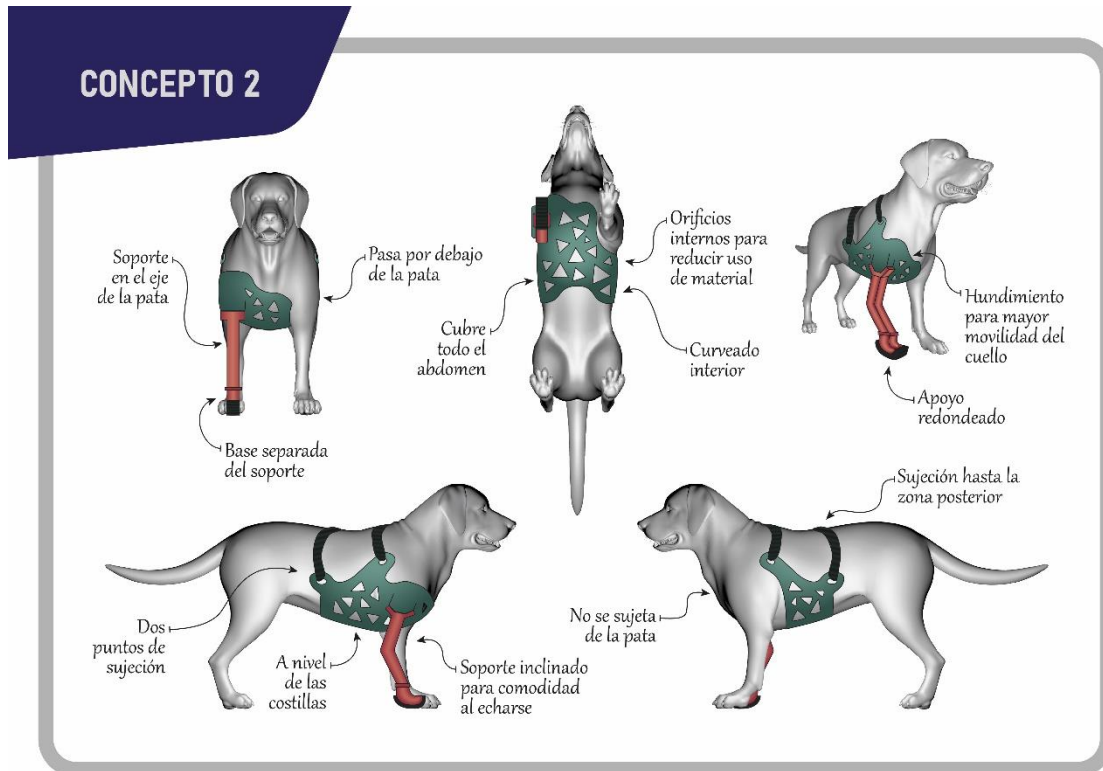 CONCEPTO 2
Soporte
en el eje
de la pata
Pasa por debajo
de la pata
Base separada
del soporte
Cubre
todo el
abdomen
Orificios
internos para
reducir uso
de material
Curveado
interior
Hundimiento
para mayor
movilidad del
cuello
Apoyo
redondeado
Dos
puntos de
sujeción
A nivel
de las
costillas
Soporte inclinado
para comodidad
al echarse
No se sujeta
de la pata
Sujeción hasta la
zona posterior